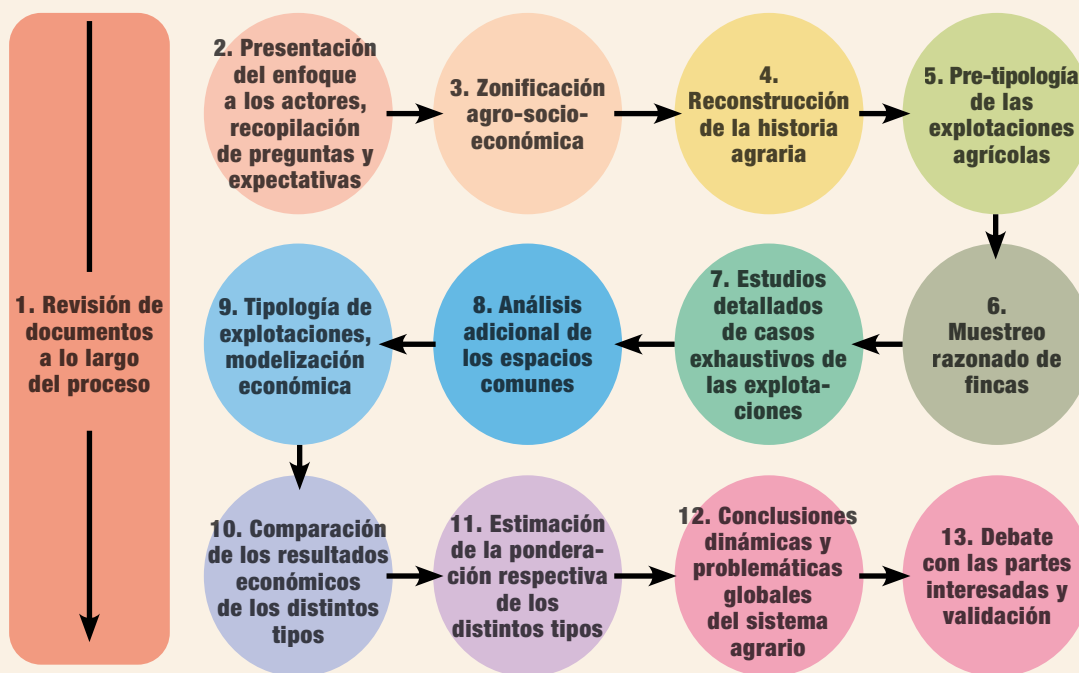 1. Revisión de
documentos
a lo largo
del proceso
2. Presentación
del enfoque
a los actores,
recopilación
de preguntas y
expectativas
3. Zonificación
agro-socio-
económica
4.
Reconstrucción
de la historia
agraria
5. Pre-tipología
de las
explotaciones
agrícolas
6.
Muestreo
razonado de
fincas
7. Estudios
detallados
de casos
exhaustivos de
las explota-
ciones
8. Análisis
adicional de
los espacios
comunes
9. Tipología de
explotaciones,
modelización
económica
10. Comparación
de los resultados
económicos
de los distintos
tipos
11. Estimación
de la pondera-
ción respectiva
de los
distintos tipos
12. Conclusiones
dinámicas y
problemáticas
globales
del sistema
agrario
13. Debate
con las partes
interesadas y
validación